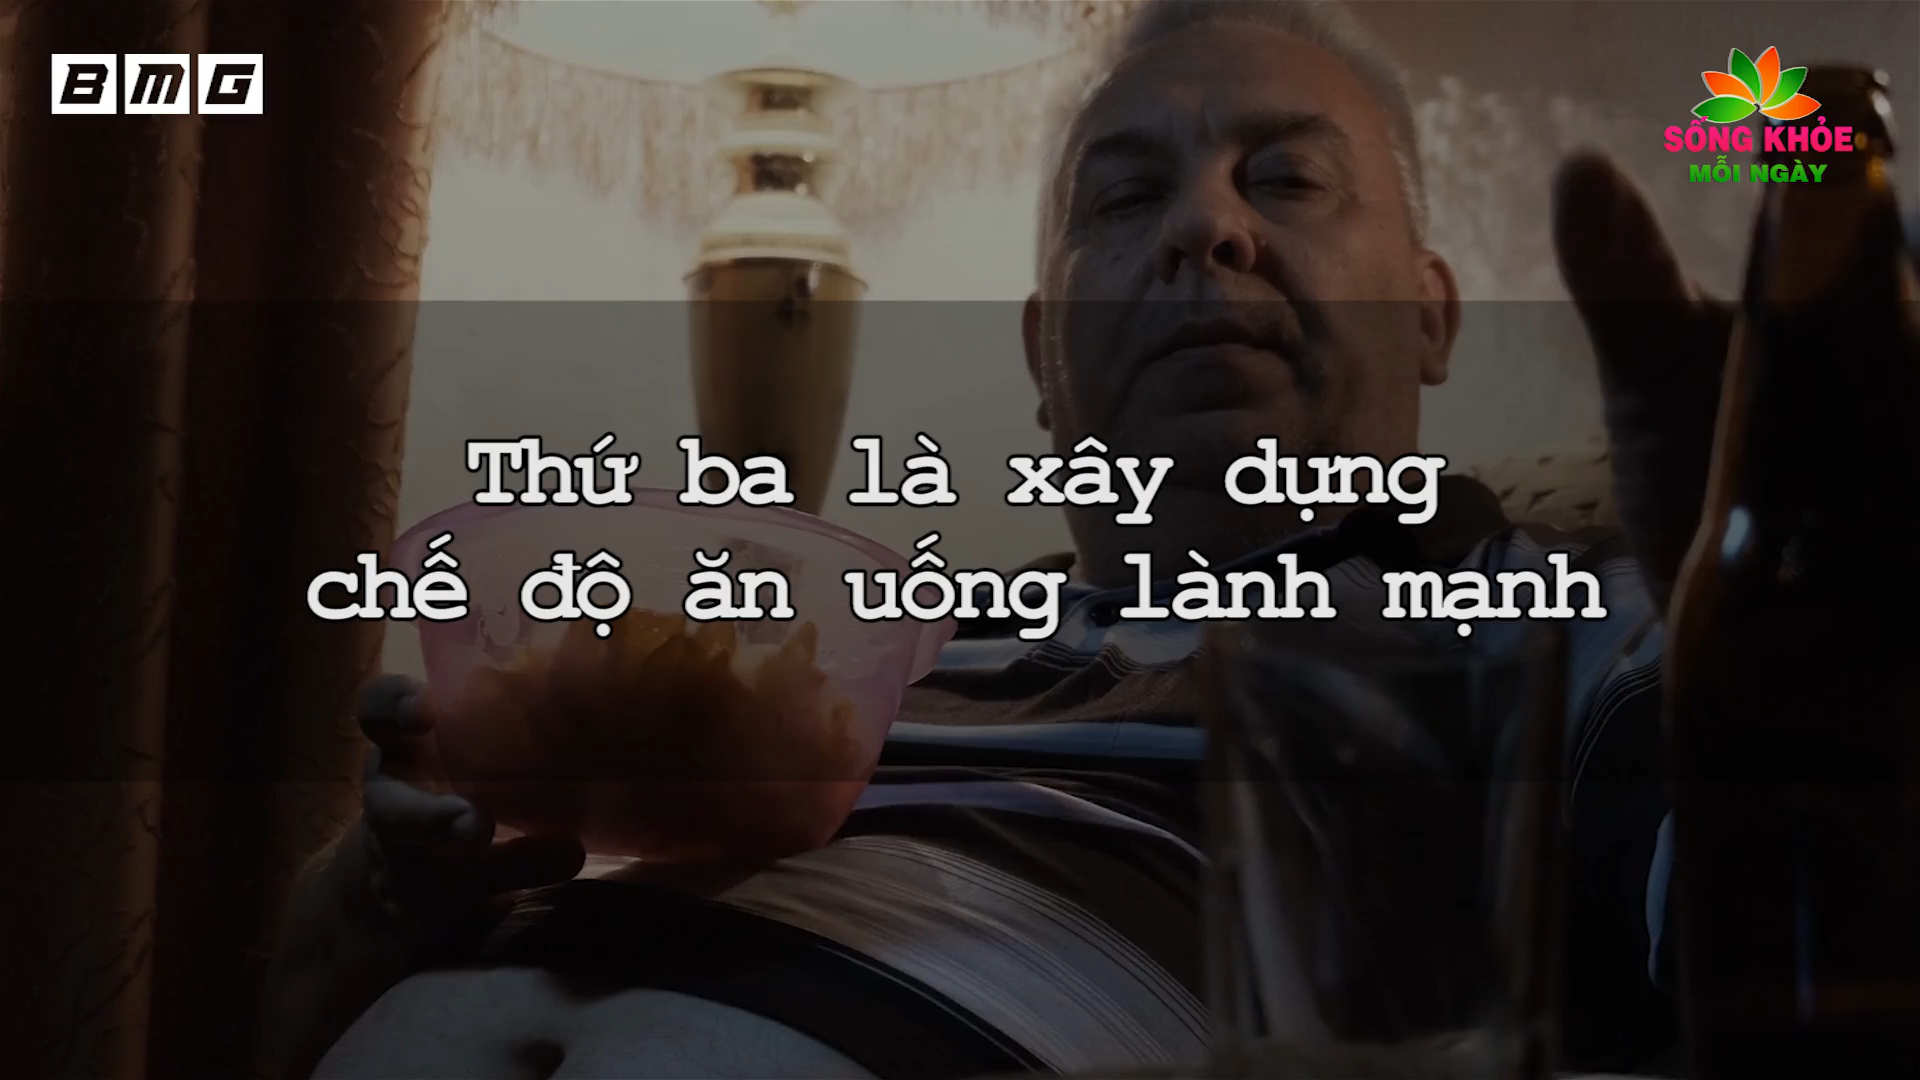 BMG
SỐNG KHỎE
MỖI NGÀY
Thứ ba là xây dựng
chế độ ăn uống lành mạnh